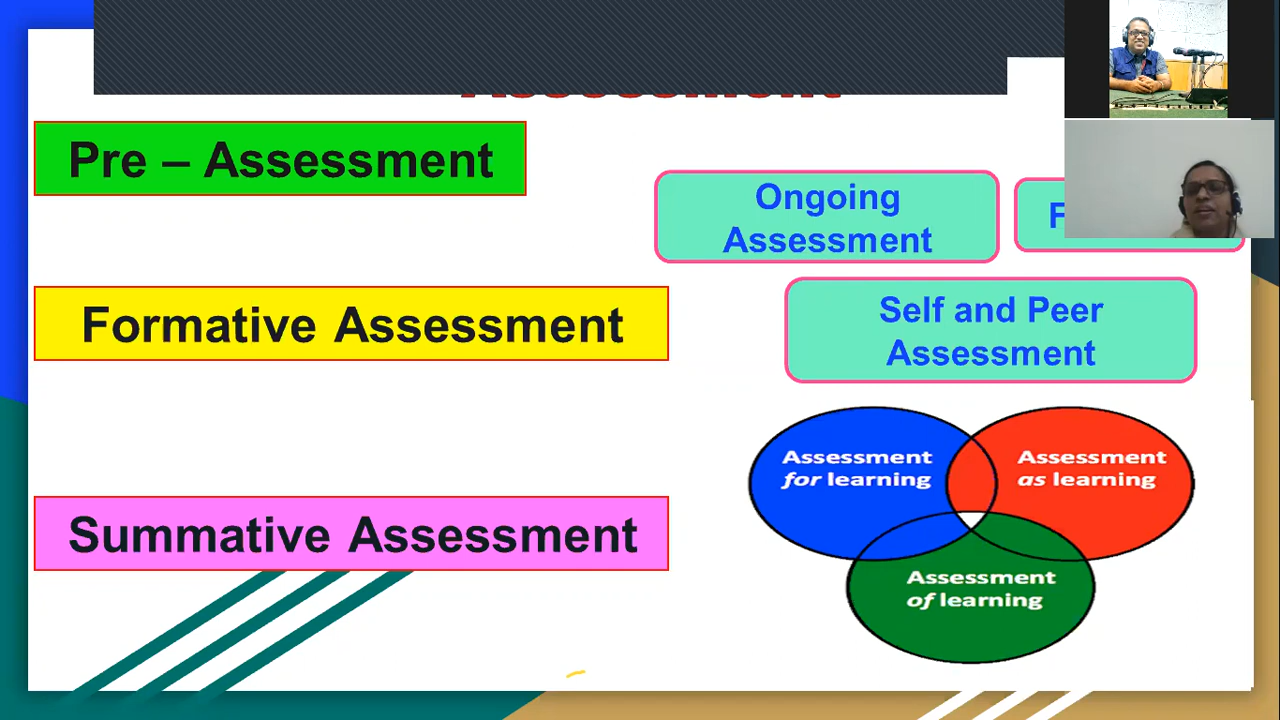 Assessment
Pre – Assessment
Ongoing
Assessment
Formative Assessment
Self and Peer
Assessment
Assessment
for learning
Assessment
as learning
Summative Assessment
Assessment
of learning